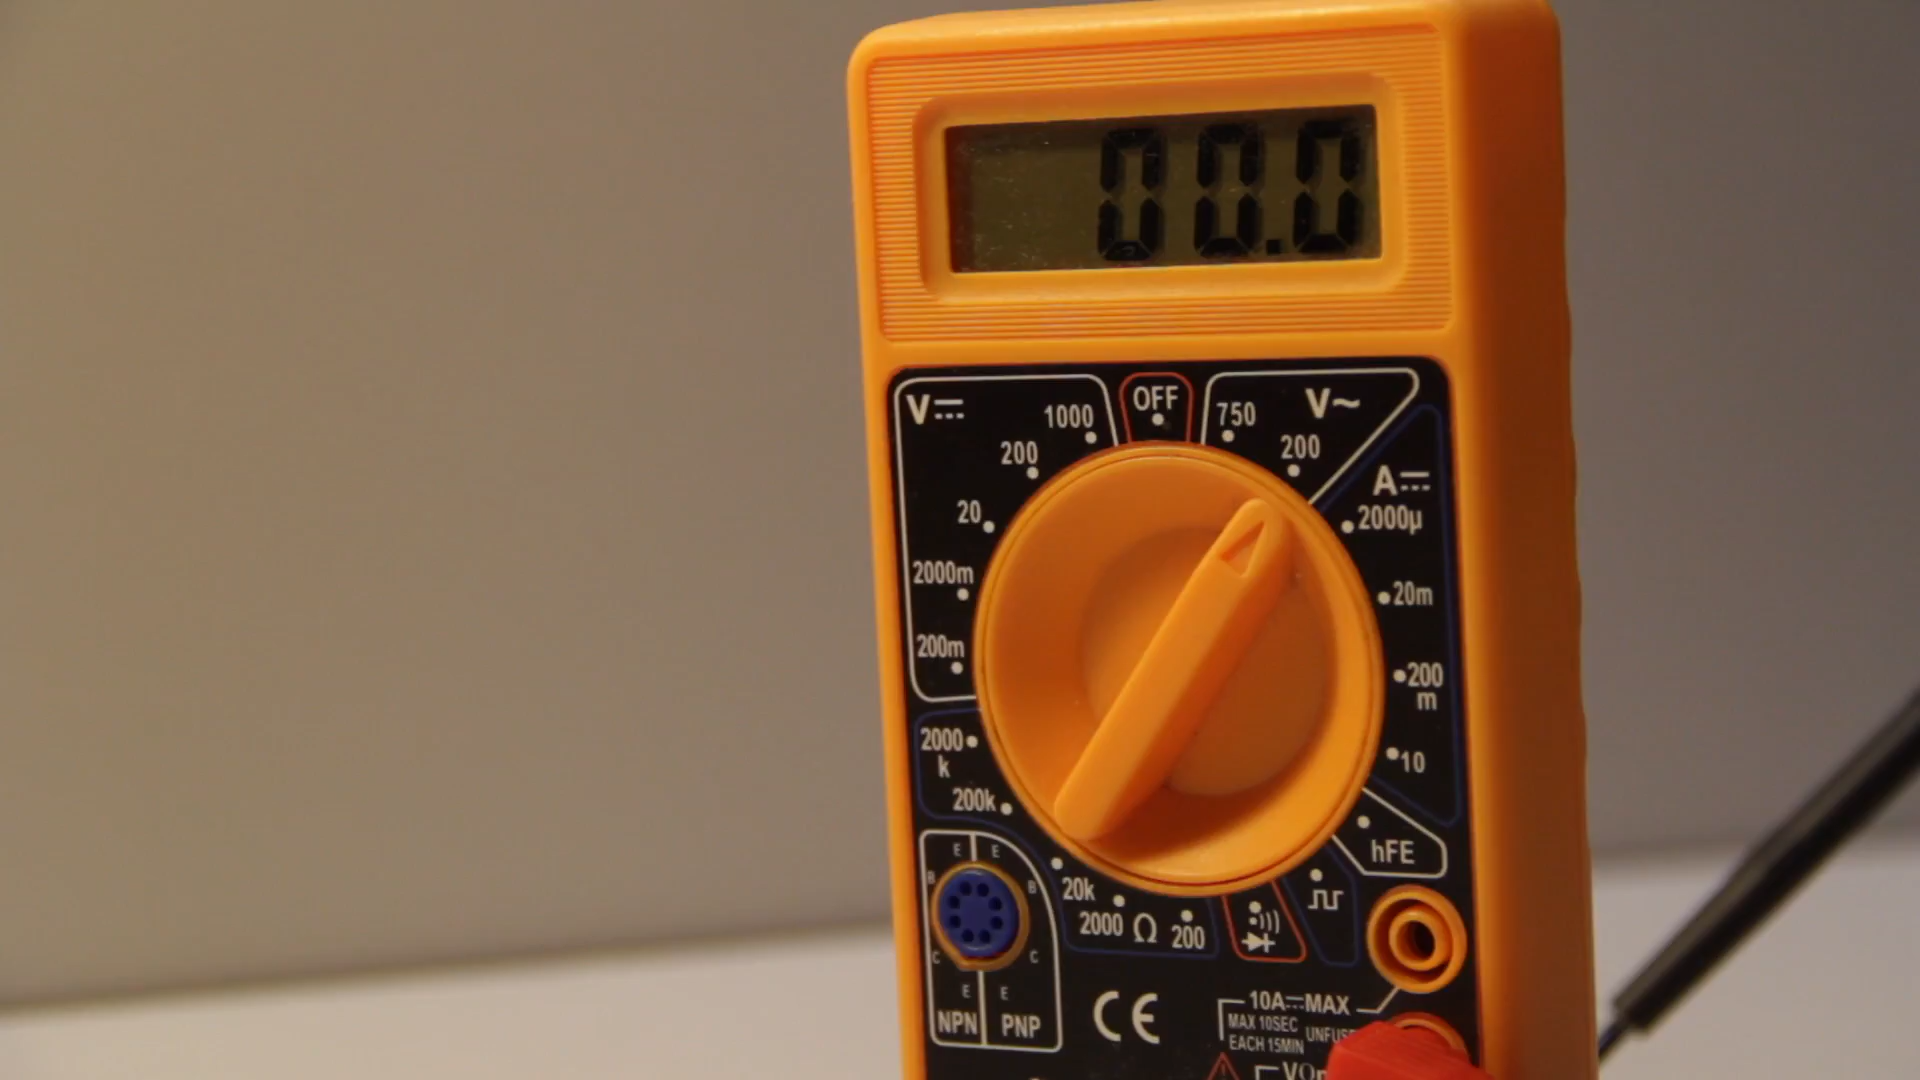 00.0
V⎓ 1000 OFF 750 V~
200 200
20 A⎓
2000µ
2000m 20m
200m 200
m
2000
k 10
200k
hFE
E E
B B 20k
2000 Ω 200
C C
E E
NPN PNP
CE
10A⎓MAX
MAX 10SEC
EACH 15MIN